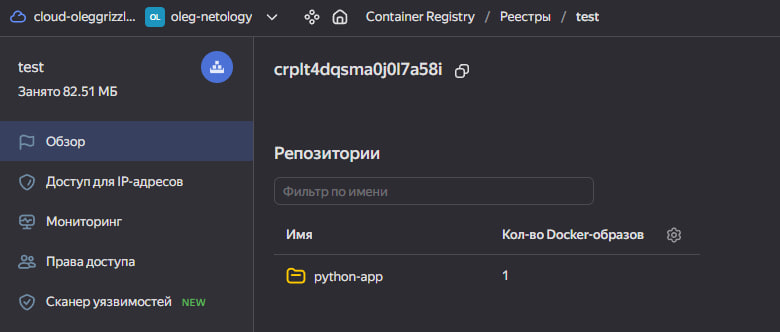 cloud-oleggrizzl... OL oleg-netology Container Registry / Реестры / test
test
Занято 82.51 МБ
Обзор
Доступ для IP-адресов
Мониторинг
Права доступа
Сканер уязвимостей NEW
crplt4dqsma0j0l7a58i
Репозитории
Фильтр по имени
Имя Кол-во Docker-образов
python-app 1